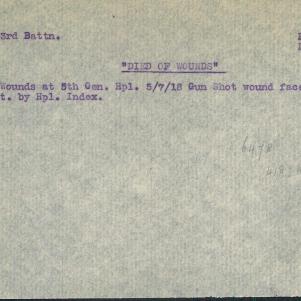 3rd Battn.
"DIED OF WOUNDS"
Wounds at 5th Gen. Hpl. 5/7/18 Gun Shot wound face
t. by Hpl. Index.
6478